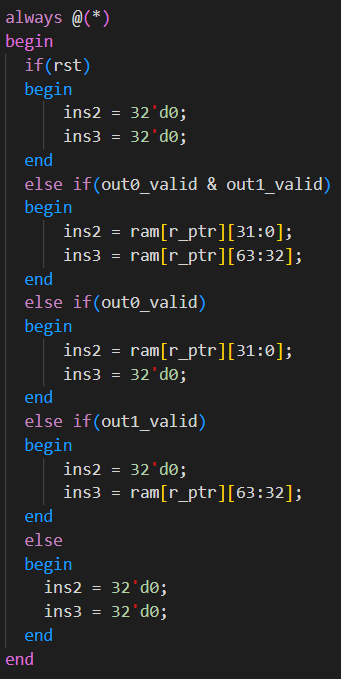 always @(*)
begin
  if(rst)
  begin
      ins2 = 32'd0;
      ins3 = 32'd0;
  end
  else if(out0_valid & out1_valid)
  begin
      ins2 = ram[r_ptr][31:0];
      ins3 = ram[r_ptr][63:32];
  end
  else if(out0_valid)
  begin
      ins2 = ram[r_ptr][31:0];
      ins3 = 32'd0;
  end
  else if(out1_valid)
  begin
      ins2 = 32'd0;
      ins3 = ram[r_ptr][63:32];
  end
  else
  begin
    ins2 = 32'd0;
    ins3 = 32'd0;
  end
end